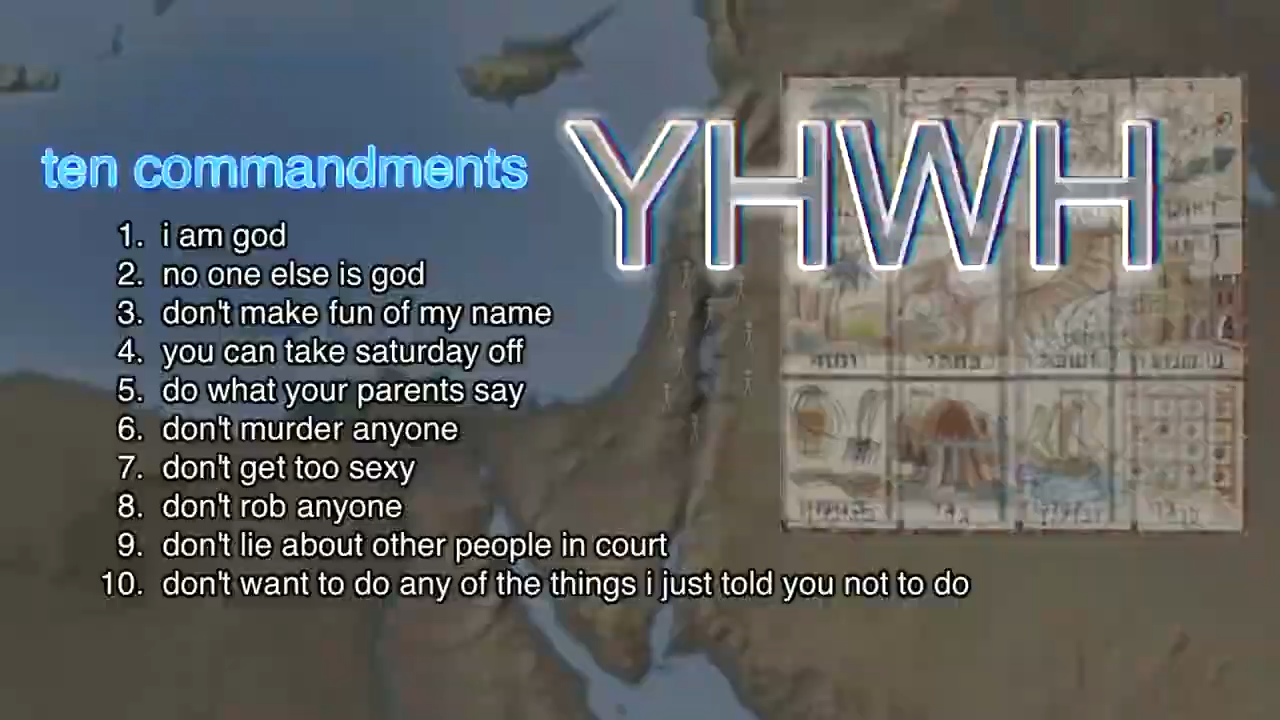 YHWH
ten commandments
1. i am god
2. no one else is god
3. don't make fun of my name
4. you can take saturday off
5. do what your parents say
6. don't murder anyone
7. don't get too sexy
8. don't rob anyone
9. don't lie about other people in court
10. don't want to do any of the things i just told you not to do